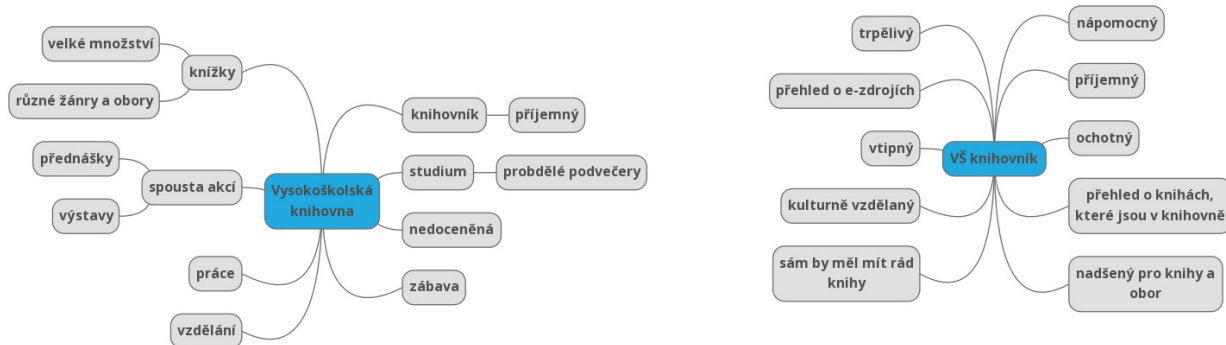 velké množství
knížky
různé žánry a obory
přednášky
spousta akcí
výstavy
práce
vzdělání
Vysokoškolská
knihovna
knihovník
příjemný
studium
probdělé podvečery
nedoceněná
zábava
trpělivý
přehled o e-zdrojích
vtipný
kulturně vzdělaný
sám by měl mít rád
knihy
VŠ knihovník
nápomocný
příjemný
ochotný
přehled o knihách,
které jsou v knihovně
nadšený pro knihy a
obor